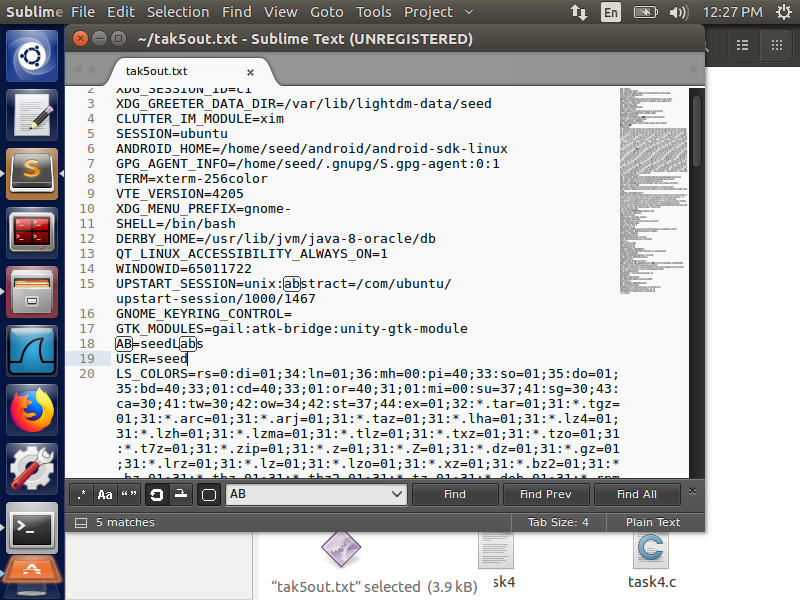 Sublime File Edit Selection Find View Goto Tools Project En 12:27 PM
~/tak5out.txt - Sublime Text (UNREGISTERED)
tak5out.txt
2 XDG_SESSION_ID=c1
3 XDG_GREETER_DATA_DIR=/var/lib/lightdm-data/seed
4 CLUTTER_IM_MODULE=xim
5 SESSION=ubuntu
6 ANDROID_HOME=/home/seed/android/android-sdk-linux
7 GPG_AGENT_INFO=/home/seed/.gnupg/S.gpg-agent:0:1
8 TERM=xterm-256color
9 VTE_VERSION=4205
10 XDG_MENU_PREFIX=gnome-
11 SHELL=/bin/bash
12 DERBY_HOME=/usr/lib/jvm/java-8-oracle/db
13 QT_LINUX_ACCESSIBILITY_ALWAYS_ON=1
14 WINDOWID=65011722
15 UPSTART_SESSION=unix:abstract=/com/ubuntu/
upstart-session/1000/1467
16 GNOME_KEYRING_CONTROL=
17 GTK_MODULES=gail:atk-bridge:unity-gtk-module
18 AB=seedLabs
19 USER=seed
20 LS_COLORS=rs=0:di=01;34:ln=01;36:mh=00:pi=40;33:so=01;35:do=01;
35:bd=40;33;01:cd=40;33;01:or=40;31;01:mi=00:su=37;41:sg=30;43:
ca=30;41:tw=30;42:ow=34;42:st=37;44:ex=01;32:*.tar=01;31:*.tgz=
01;31:*.arc=01;31:*.arj=01;31:*.taz=01;31:*.lha=01;31:*.lz4=01;
31:*.lzh=01;31:*.lzma=01;31:*.tlz=01;31:*.txz=01;31:*.tzo=01;31
:*.t7z=01;31:*.zip=01;31:*.z=01;31:*.Z=01;31:*.dz=01;31:*.gz=01
;31:*.lrz=01;31:*.lz=01;31:*.lzo=01;31:*.xz=01;31:*.bz2=01;31:*
.* Aa “ ” AB Find Find Prev Find All
5 matches Tab Size: 4 Plain Text
“tak5out.txt” selected (3.9 kB) sk4 task4.c